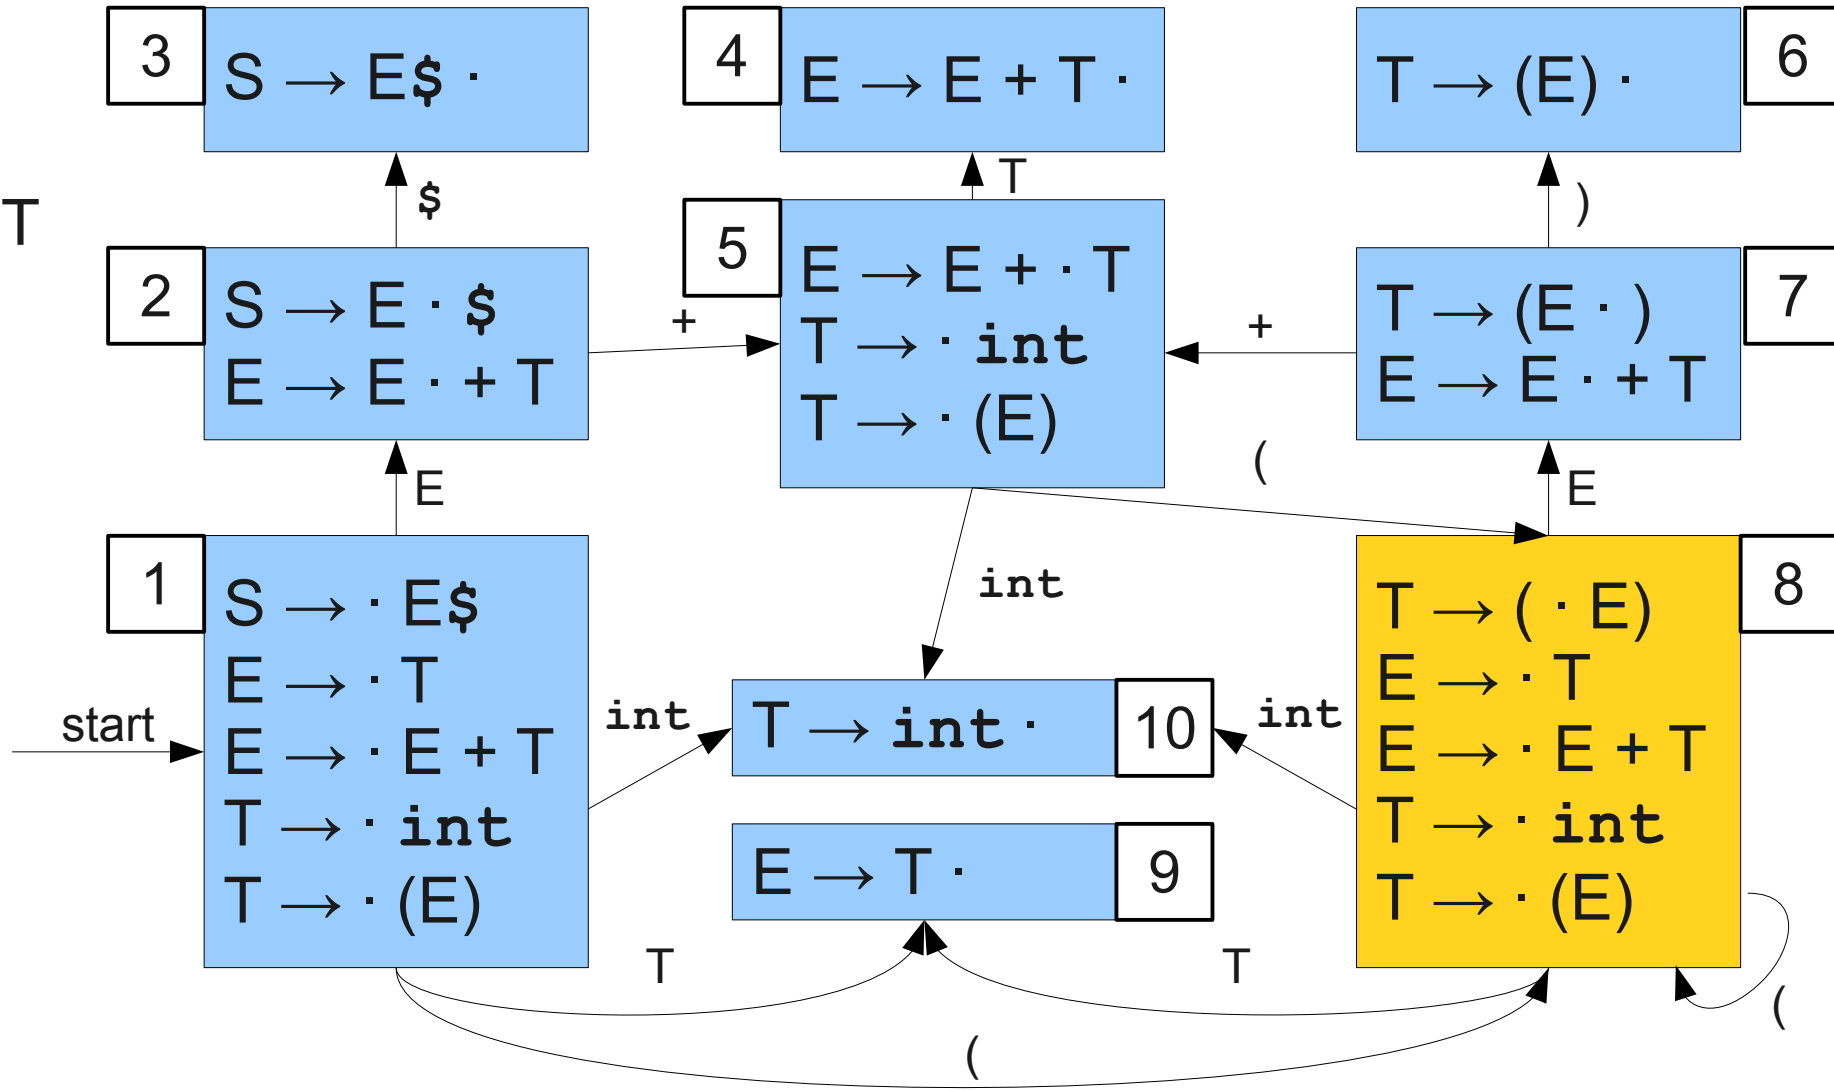 3
S → E$ ·
4
E → E + T ·
6
T → (E) ·
$
T
)
T
2
S → E · $
E → E · + T
+
5
E → E + · T
T → · int
T → · (E)
+
7
T → (E · )
E → E · + T
E
(
E
1
S → · E$
E → · T
E → · E + T
T → · int
T → · (E)
start
int
int
T → int ·
10
int
E → T ·
9
8
T → ( · E)
E → · T
E → · E + T
T → · int
T → · (E)
T
T
(
(